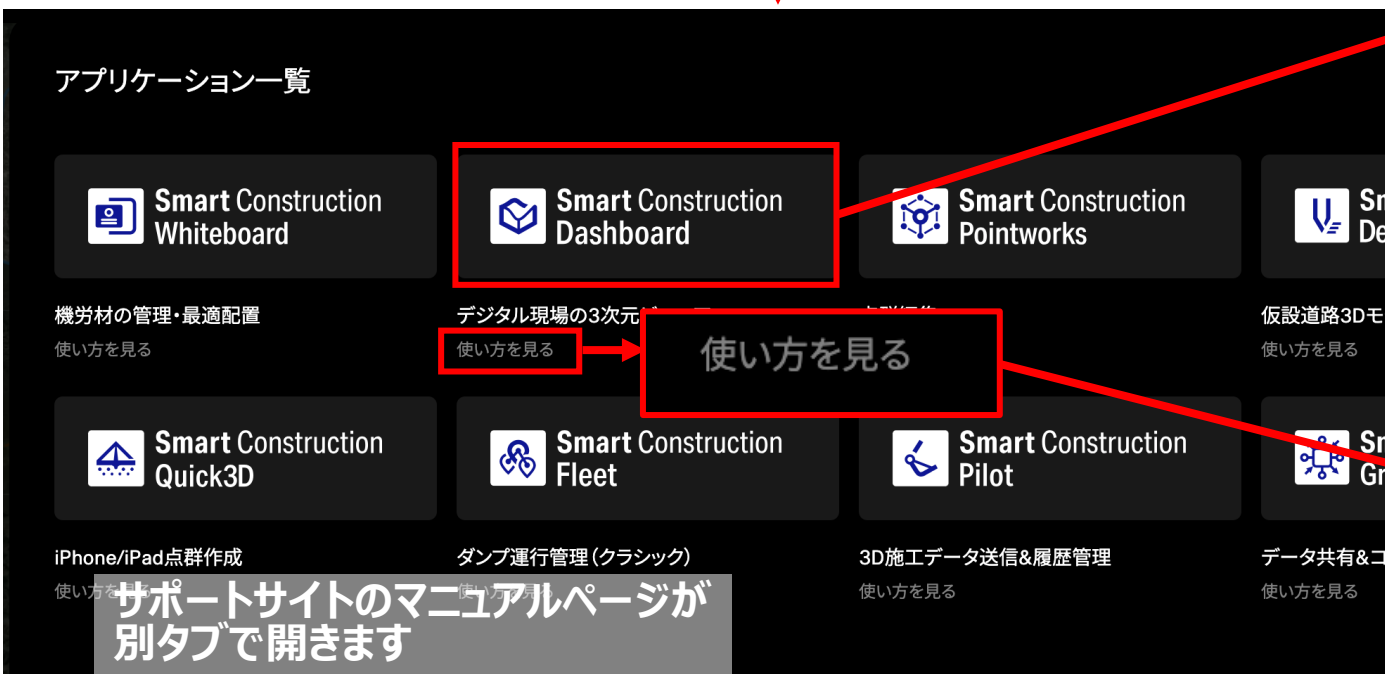 アプリケーション一覧
Smart Construction
Whiteboard
Smart Construction
Dashboard
Smart Construction
Pointworks
機労材の管理・最適配置
デジタル現場の3次元
仮設道路3Dモ
使い方を見る
使い方を見る
使い方を見る
使い方を見る
Smart Construction
Quick3D
Smart Construction
Fleet
Smart Construction
Pilot
iPhone/iPad点群作成
ダンプ運行管理（クラシック）
3D施工データ送信&履歴管理
データ共有&コ
使い方を見る
使い方を見る
サポートサイトのマニュアルページが
別タブで開きます